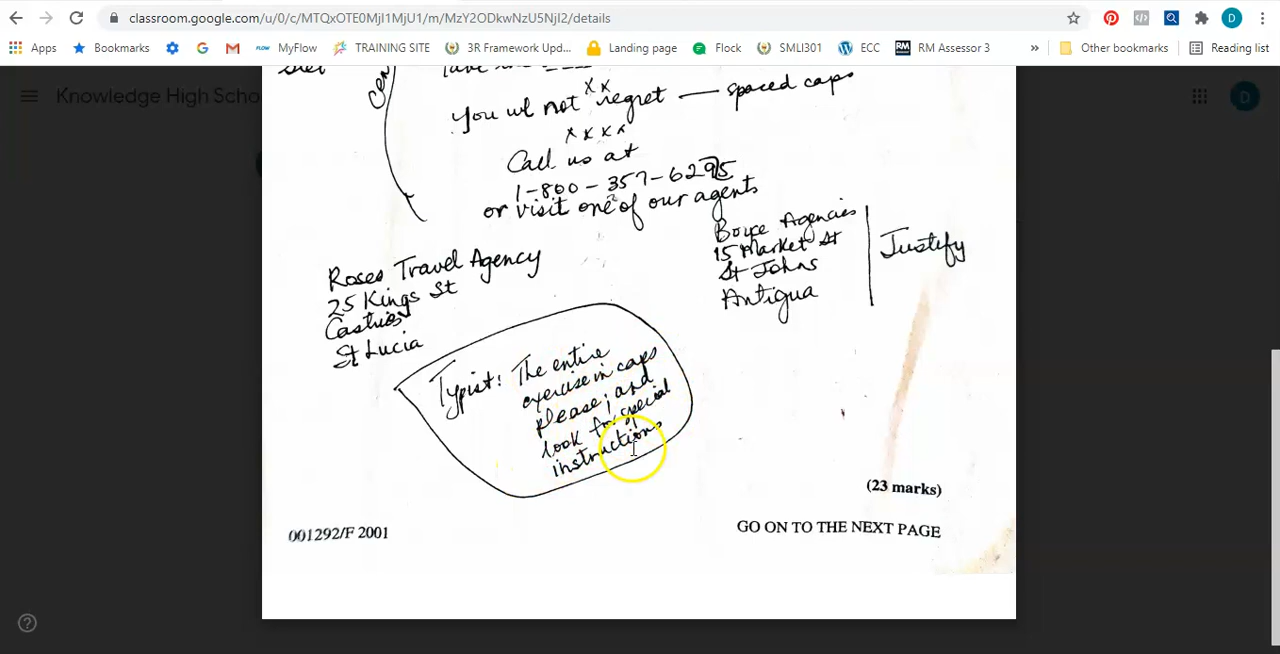 classroom.google.com/u/0/c/MTQxOTE0MjI1MjU1/m/MzY2ODkwNzU5NjI2/details
D
Apps Bookmarks MyFlow TRAINING SITE 3R Framework Upd... Landing page Flock SMLI301 ECC RM Assessor 3 » Other bookmarks Reading list
Knowledge High Scho
D
You wl not regret — spaced caps
x x x x
Call us at
1-800-357-6295
or visit one of our agents
Roses Travel Agency
25 Kings St
Castries
St Lucia
Boyce Agencies
15 Market St
St Johns
Antigua
Justify
Typist: The entire
exercise in caps
please; and
look for special
instructions
(23 marks)
001292/F 2001
GO ON TO THE NEXT PAGE